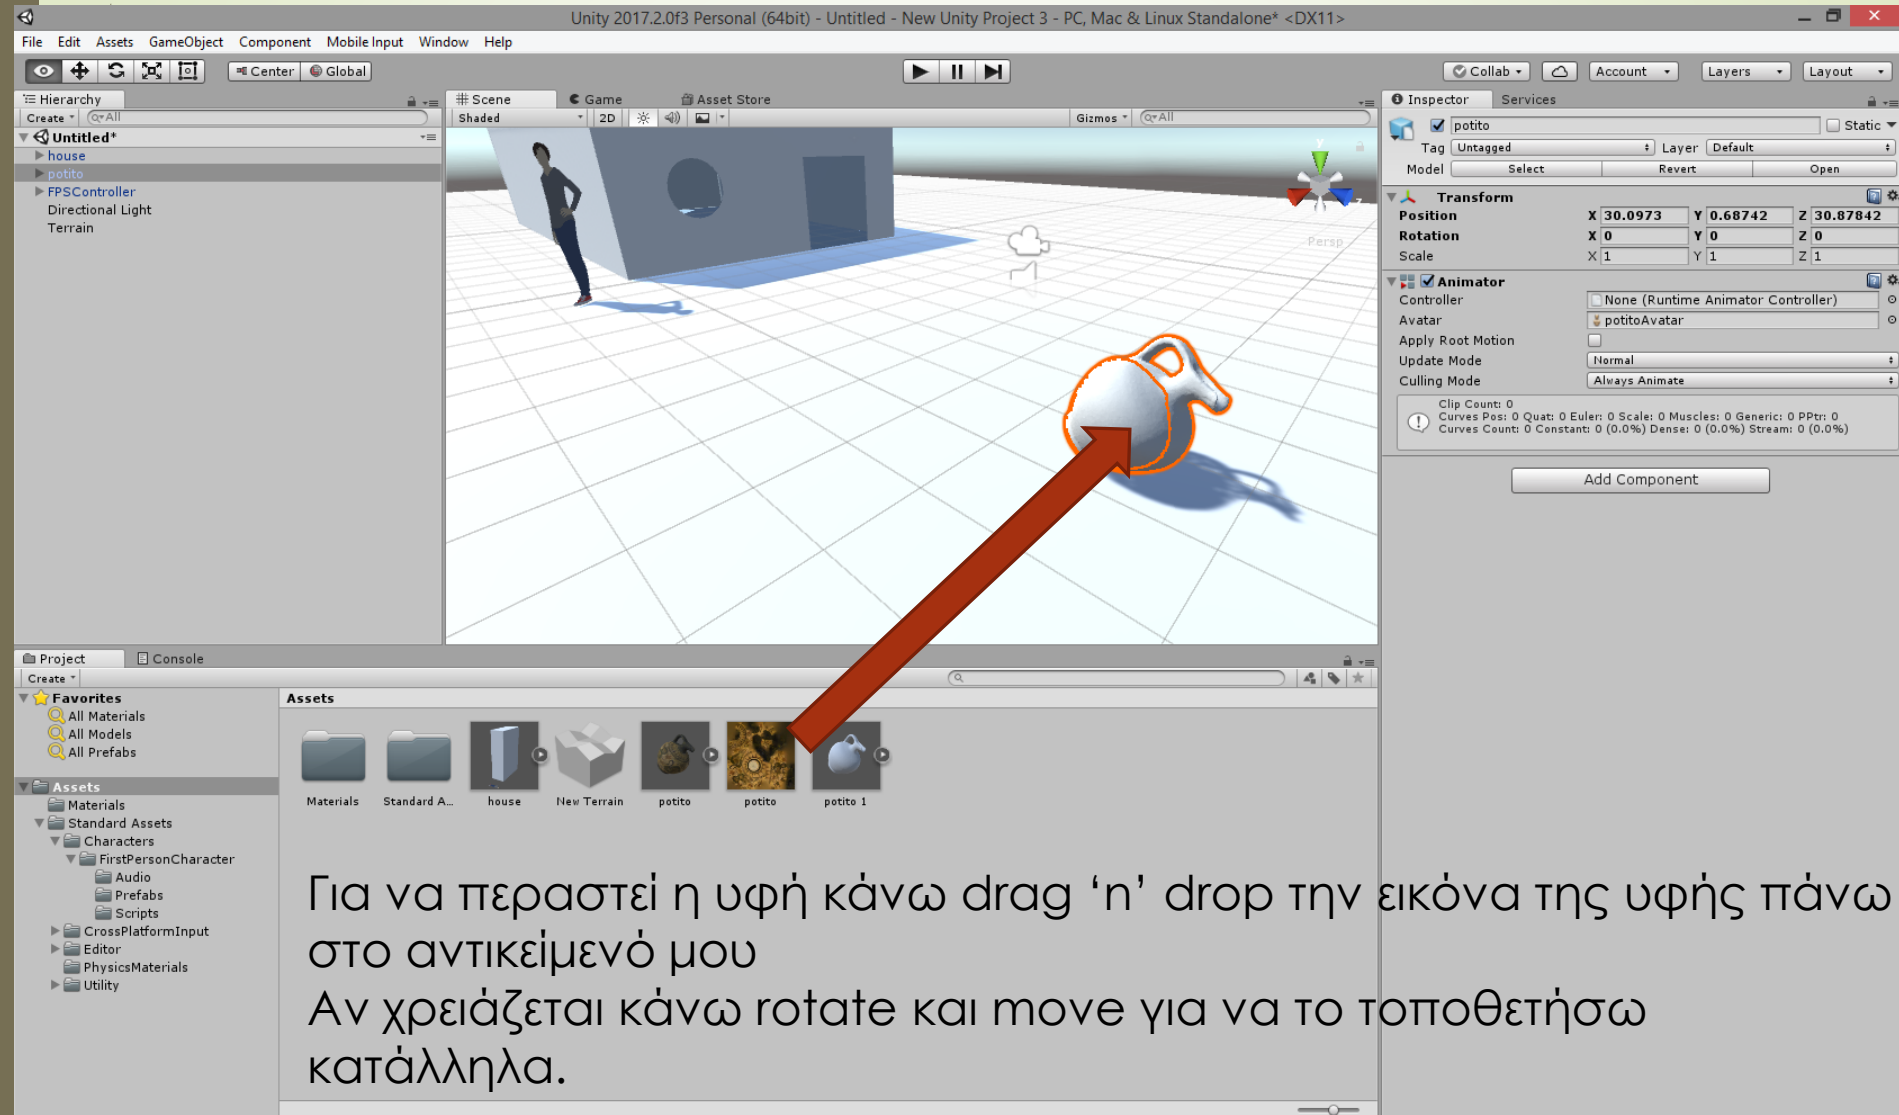 Unity 2017.2.0f3 Personal (64bit) - Untitled - New Unity Project 3 - PC, Mac & Linux Standalone* <DX11>
File Edit Assets GameObject Component Mobile Input Window Help
Center Global Collab Account Layers Layout
Hierarchy
Create All
Untitled*
house
potito
FPSController
Directional Light
Terrain
Scene Game Asset Store
Shaded 2D Gizmos All
y
z
Persp
Inspector Services
potito Static
Tag Untagged Layer Default
Model Select Revert Open
Transform
Position X 30.0973 Y 0.68742 Z 30.87842
Rotation X 0 Y 0 Z 0
Scale X 1 Y 1 Z 1
Animator
Controller None (Runtime Animator Controller)
Avatar potitoAvatar
Apply Root Motion
Update Mode Normal
Culling Mode Always Animate
Clip Count: 0
Curves Pos: 0 Quat: 0 Euler: 0 Scale: 0 Muscles: 0 Generic: 0 PPtr: 0
Curves Count: 0 Constant: 0 (0.0%) Dense: 0 (0.0%) Stream: 0 (0.0%)
Add Component
Project Console
Create
Favorites
All Materials
All Models
All Prefabs
Assets
Materials
Standard Assets
Characters
FirstPersonCharacter
Audio
Prefabs
Scripts
CrossPlatformInput
Editor
PhysicsMaterials
Utility
Assets
Materials Standard A... house New Terrain potito potito potito 1
Για να περαστεί η υφή κάνω drag ‘n’ drop την εικόνα της υφής πάνω
στο αντικείμενό μου
Αν χρειάζεται κάνω rotate και move για να το τοποθετήσω
κατάλληλα.